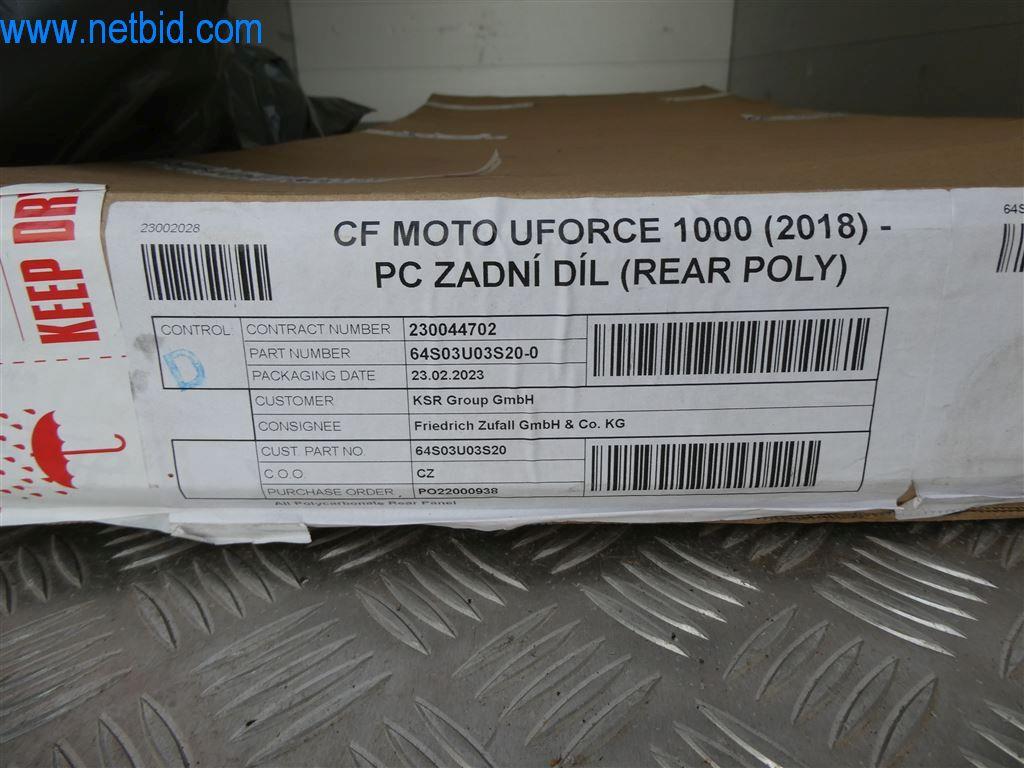 www.netbid.com
KEEP DR
23002028
CF MOTO UFORCE 1000 (2018) -
PC ZADNÍ DÍL (REAR POLY)
64S
CONTROL
D
CONTRACT NUMBER 230044702
PART NUMBER 64S03U03S20-0
PACKAGING DATE 23.02.2023
CUSTOMER KSR Group GmbH
CONSIGNEE Friedrich Zufall GmbH & Co. KG
CUST. PART NO. 64S03U03S20
C.O.O. CZ
PURCHASE ORDER PO22000938
All Polycarbonate Rear Panel